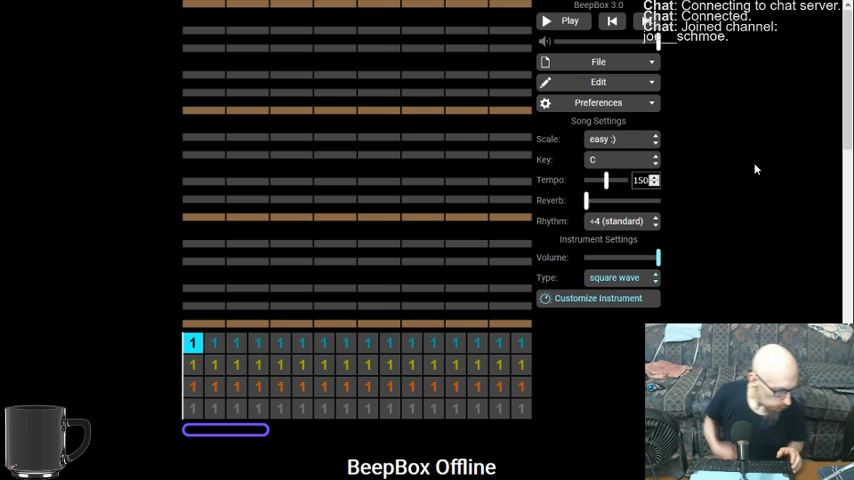 Chat: Connecting to chat server.
Chat: Connected.
Chat: Joined channel:
joe__schmoe.
BeepBox 3.0
Play
File
Edit
Preferences
Song Settings
Scale: easy :)
Key: C
Tempo: 150
Reverb:
Rhythm: ÷4 (standard)
Instrument Settings
Volume:
Type: square wave
Customize Instrument
1 1 1 1 1 1 1 1 1 1 1 1 1 1 1 1
1 1 1 1 1 1 1 1 1 1 1 1 1 1 1 1
1 1 1 1 1 1 1 1 1 1 1 1 1 1 1 1
1 1 1 1 1 1 1 1 1 1 1 1 1 1 1 1
BeepBox Offline